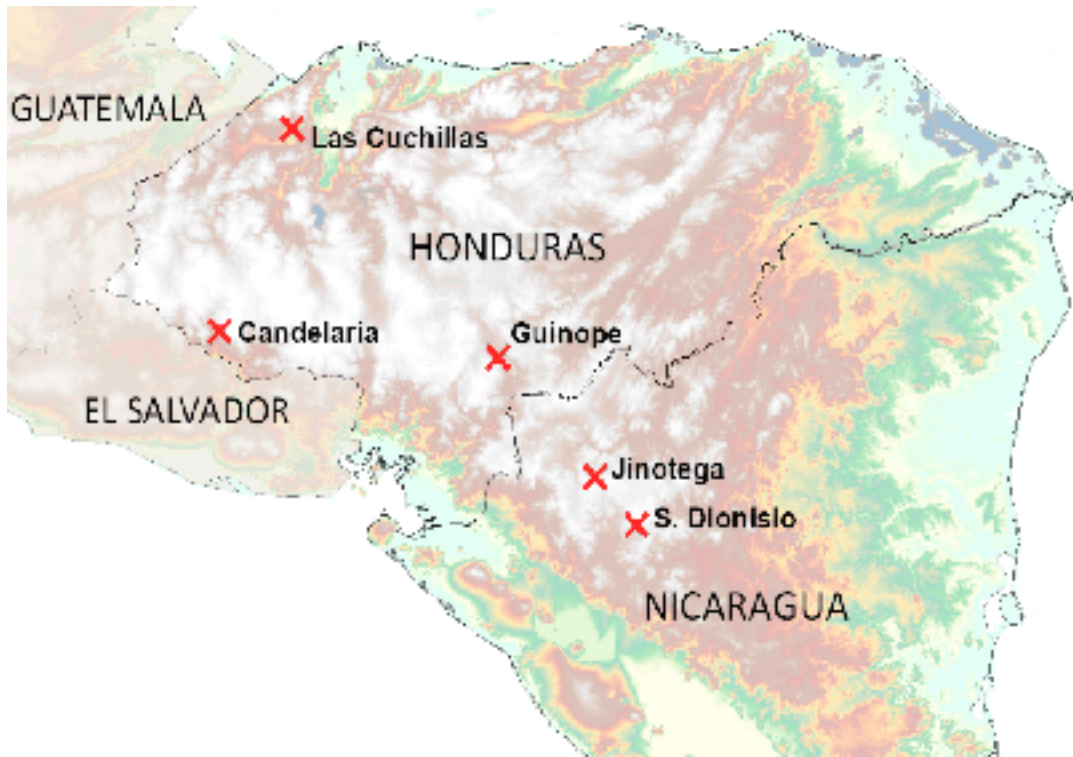 GUATEMALA
Las Cuchillas
HONDURAS
Candelaria
Guinope
EL SALVADOR
Jinotega
S. Dionisio
NICARAGUA